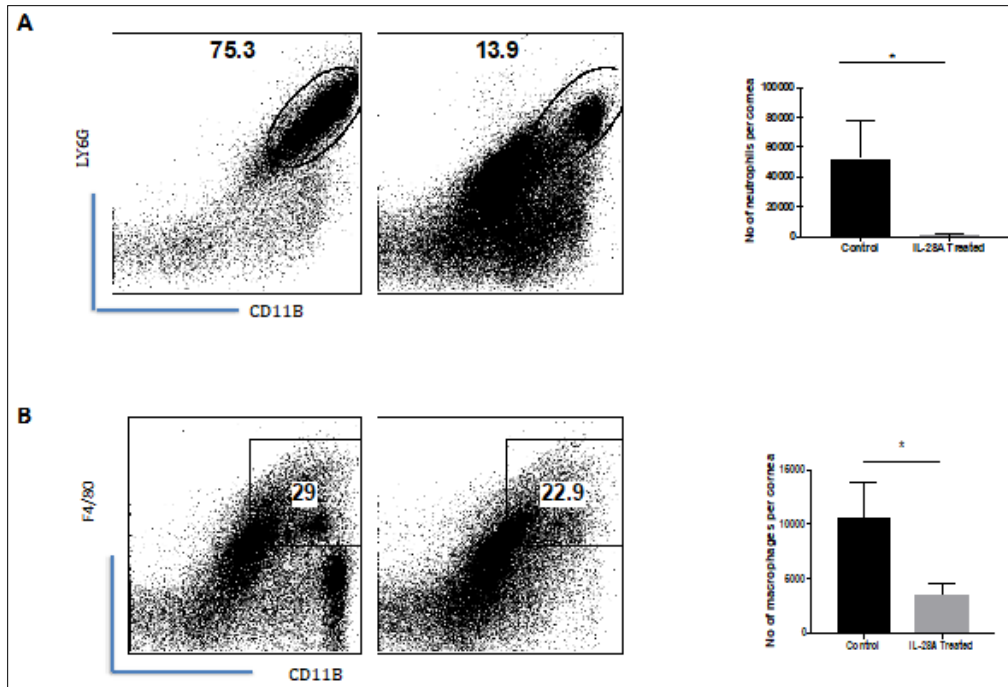 A
75.3
13.9
LY6G
CD11B
*
No of neutrophils per cornea
100000
80000
60000
40000
20000
0
Control
IL-28A Treated
B
29
22.9
F4/80
CD11B
*
No of macrophages per cornea
15000
10000
5000
0
Control
IL-28A Treated